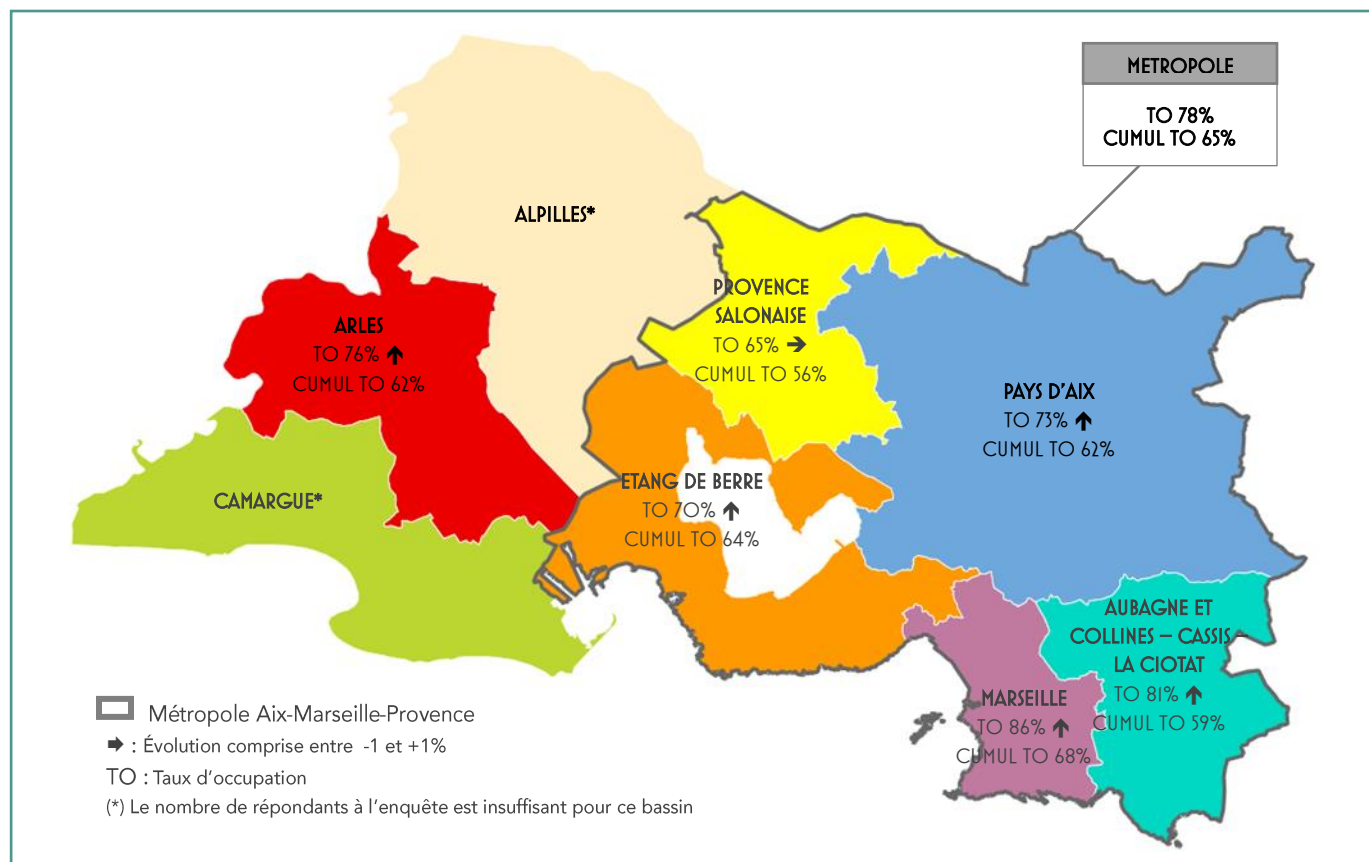 METROPOLE
TO 78%
CUMUL TO 65%
ALPILLES*
PROVENCE
SALONAISE
TO 65% ➔
CUMUL TO 56%
ARLES
TO 76% ↑
CUMUL TO 62%
PAYS D'AIX
TO 73% ↑
CUMUL TO 62%
ETANG DE BERRE
TO 70% ↑
CUMUL TO 64%
CAMARGUE*
AUBAGNE ET
COLLINES – CASSIS –
LA CIOTAT
TO 81% ↑
CUMUL TO 59%
MARSEILLE
TO 86% ↑
CUMUL TO 68%
Métropole Aix-Marseille-Provence
➔ : Évolution comprise entre -1 et +1%
TO : Taux d'occupation
(*) Le nombre de répondants à l'enquête est insuffisant pour ce bassin